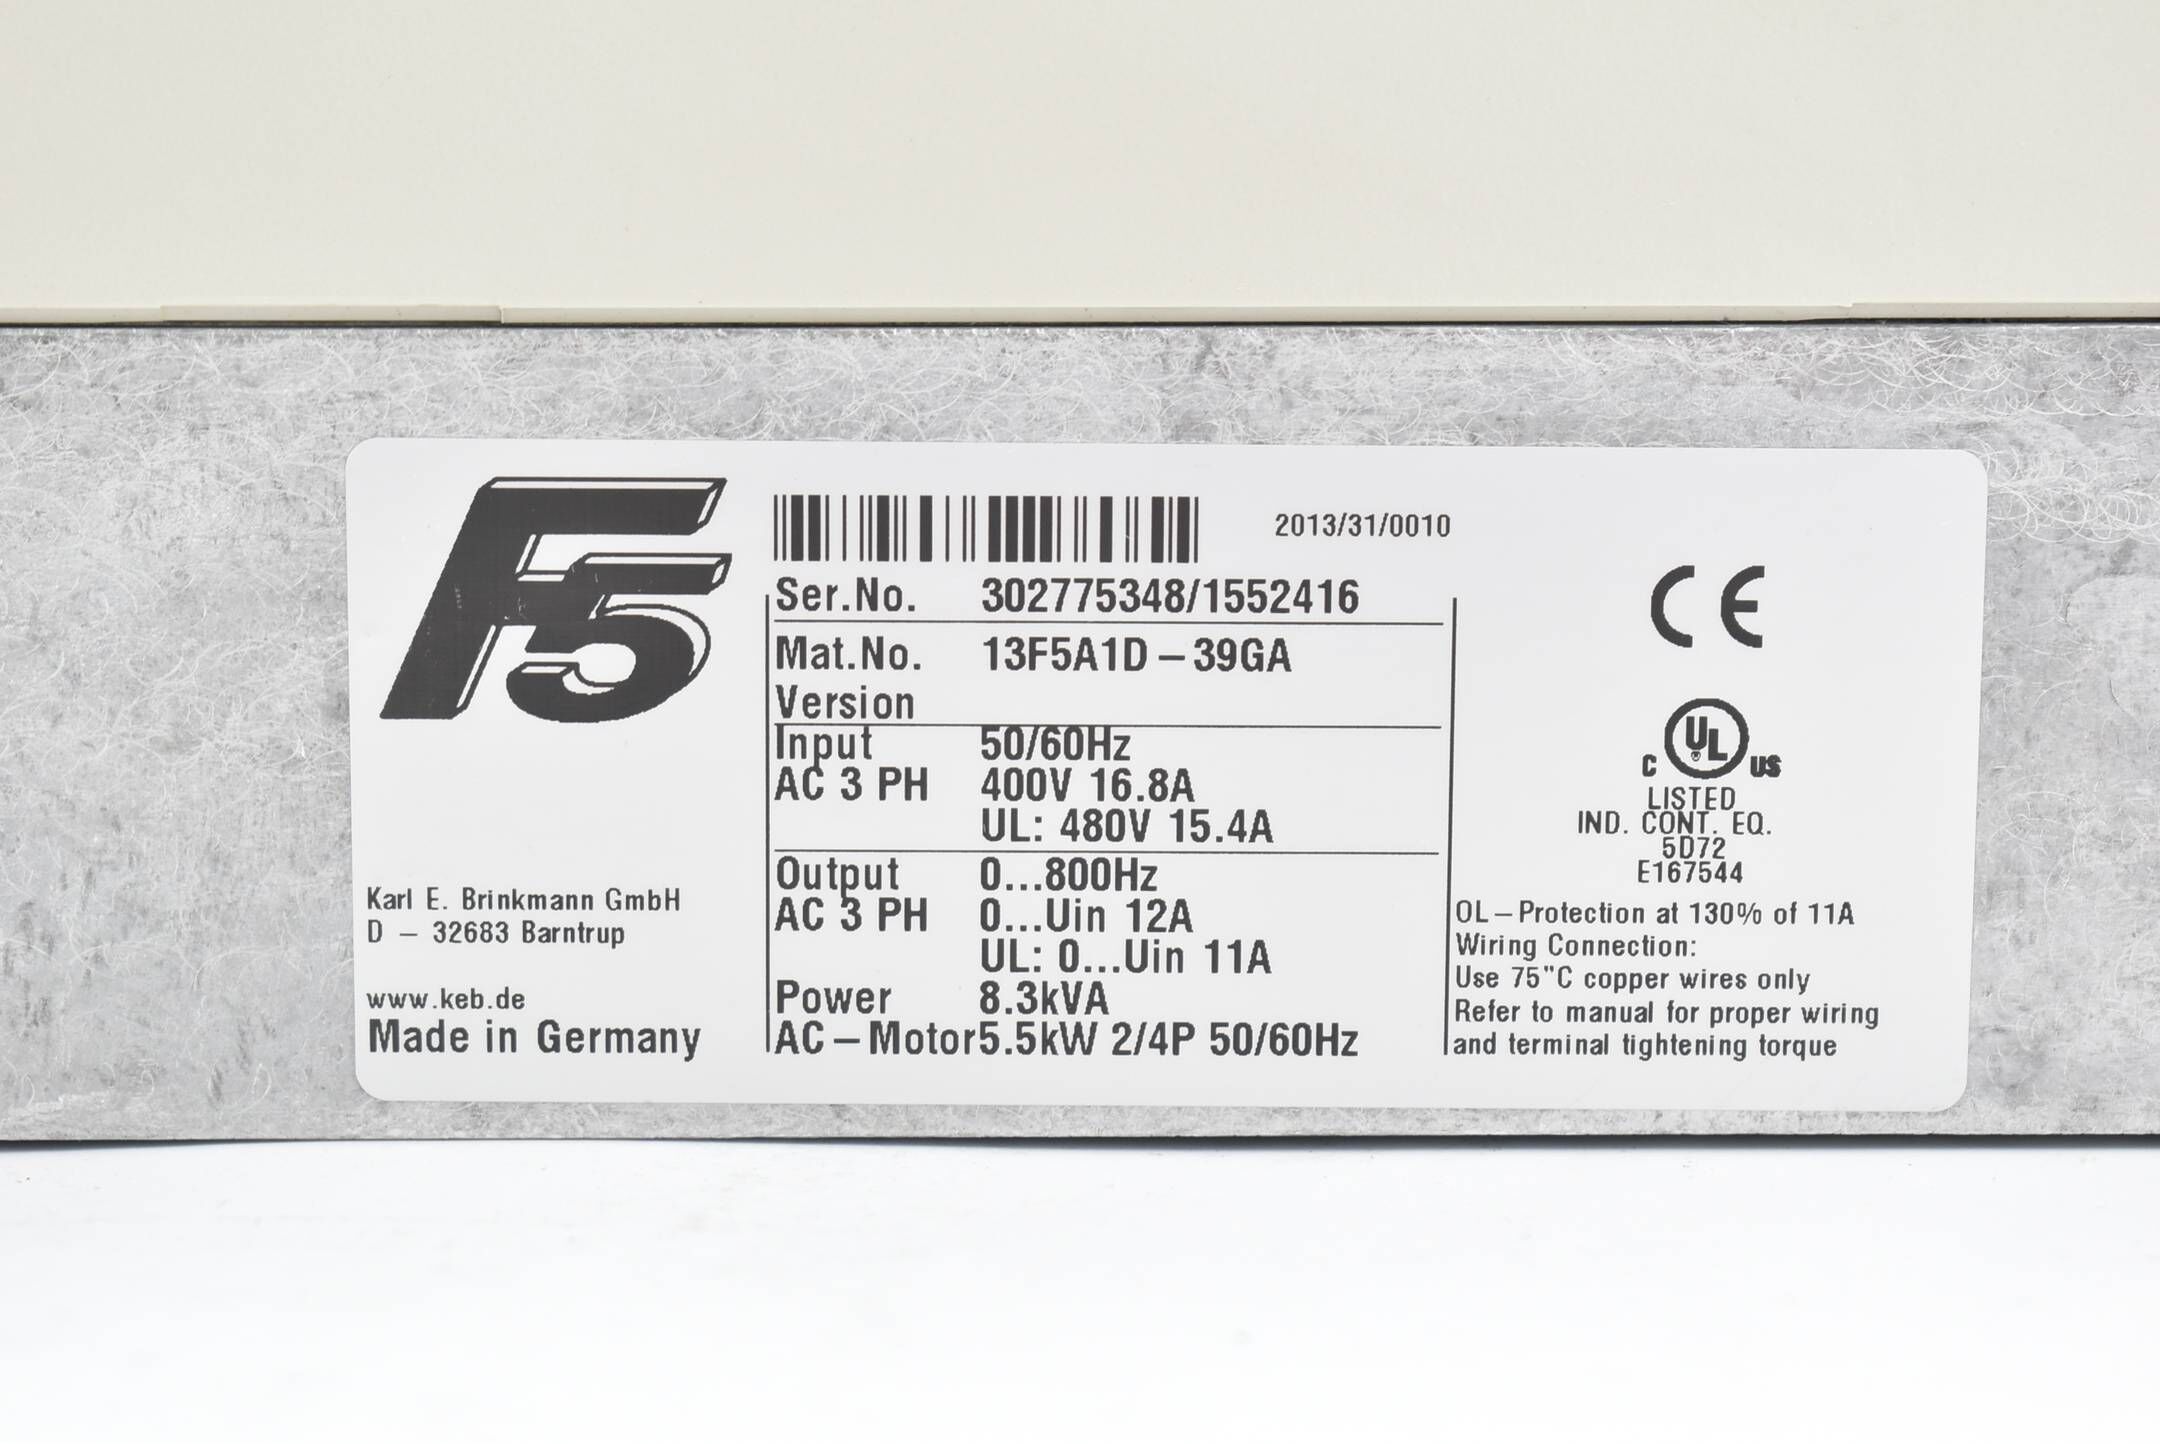 F5
2013/31/0010
Ser.No. 302775348/1552416
Mat.No. 13F5A1D-39GA
Version
Input 50/60Hz
AC 3 PH 400V 16.8A
UL: 480V 15.4A
Output 0...800Hz
AC 3 PH 0...Uin 12A
UL: 0...Uin 11A
Power 8.3kVA
AC-Motor 5.5kW 2/4P 50/60Hz
Karl E. Brinkmann GmbH
D - 32683 Barntrup
www.keb.de
Made in Germany
CE
C UL US
LISTED
IND. CONT. EQ.
5D72
E167544
OL-Protection at 130% of 11A
Wiring Connection:
Use 75"C copper wires only
Refer to manual for proper wiring
and terminal tightening torque